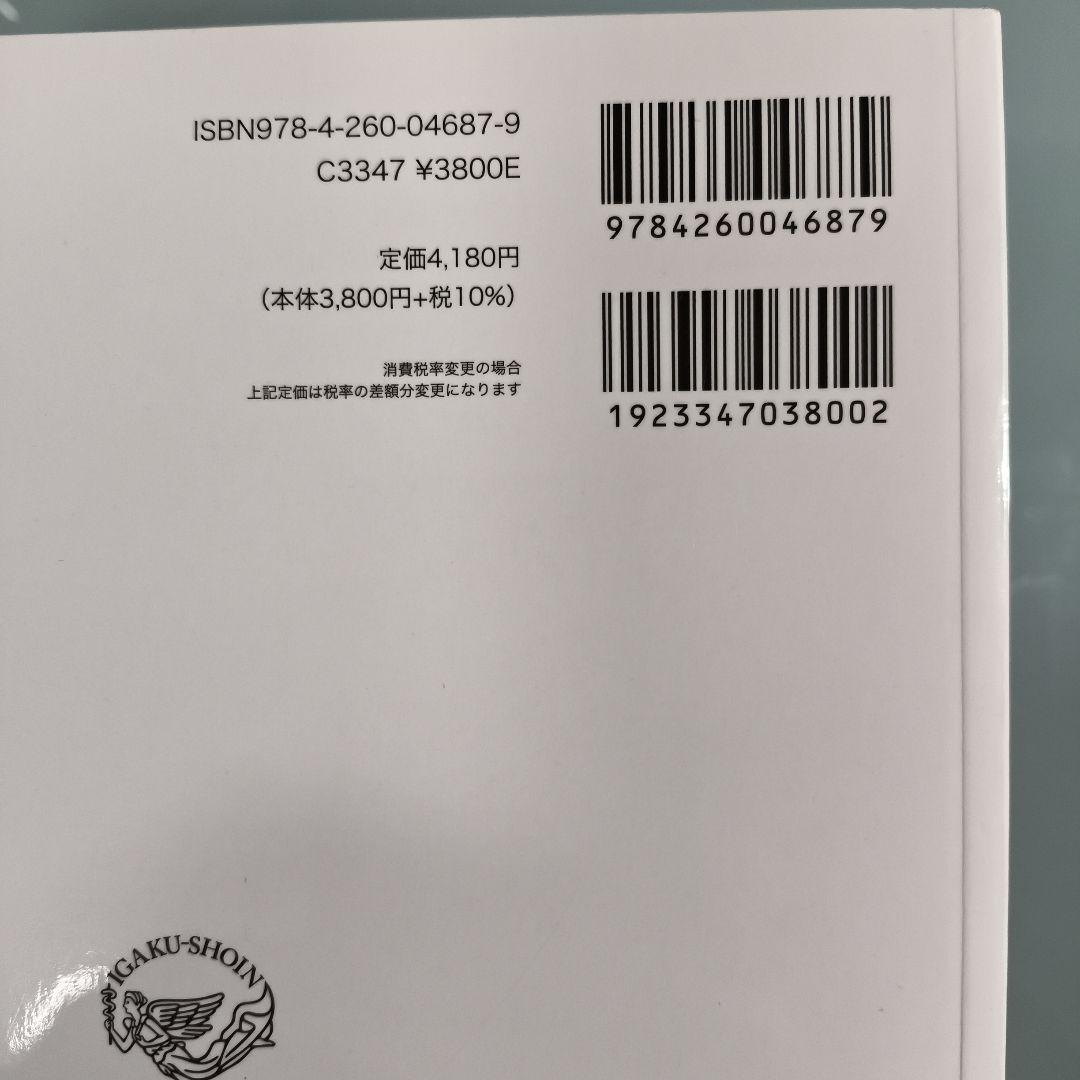 ISBN978-4-260-04687-9
C3347 ¥3800E
定価4,180円
（本体3,800円+税10%）
消費税率変更の場合
上記定価は税率の差額分変更になります
9784260046879
1923347038002
IGAKU-SHOIN